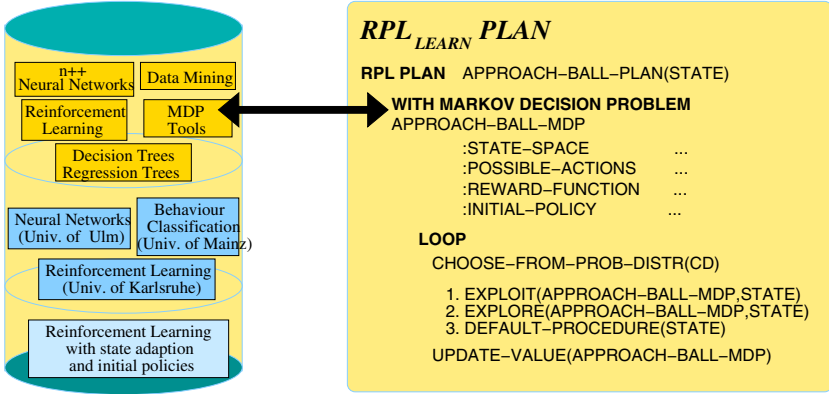 n++
Neural Networks
Data Mining
Reinforcement
Learning
MDP
Tools
Decision Trees
Regression Trees
Neural Networks
(Univ. of Ulm)
Behaviour
Classification
(Univ. of Mainz)
Reinforcement Learning
(Univ. of Karlsruhe)
Reinforcement Learning
with state adaption
and initial policies
RPL LEARN PLAN
RPL PLAN APPROACH−BALL−PLAN(STATE)
WITH MARKOV DECISION PROBLEM
APPROACH−BALL−MDP
:STATE−SPACE ...
:POSSIBLE−ACTIONS ...
:REWARD−FUNCTION ...
:INITIAL−POLICY ...
LOOP
CHOOSE−FROM−PROB−DISTR(CD)
1. EXPLOIT(APPROACH−BALL−MDP,STATE)
2. EXPLORE(APPROACH−BALL−MDP,STATE)
3. DEFAULT−PROCEDURE(STATE)
UPDATE−VALUE(APPROACH−BALL−MDP)